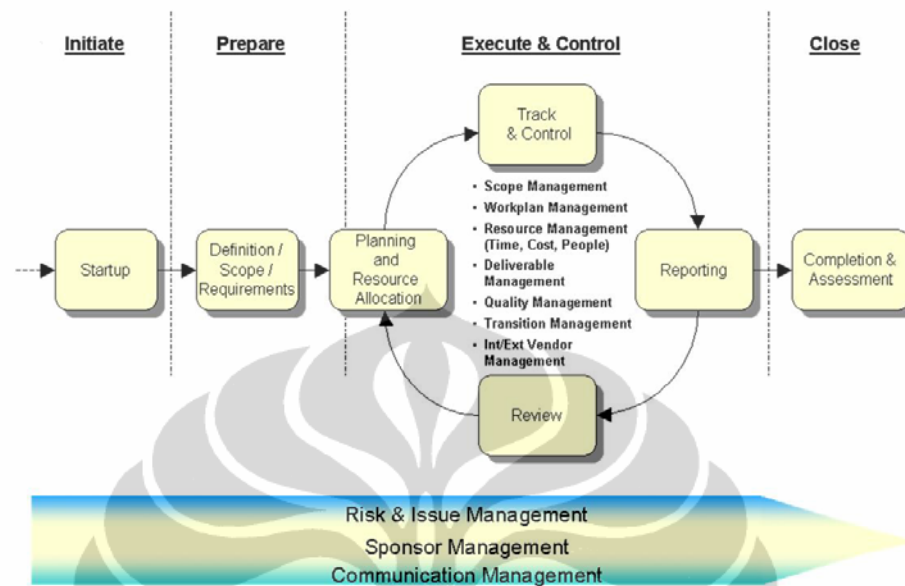 Initiate
Prepare
Execute & Control
Close
Track
& Control
• Scope Management
• Workplan Management
• Resource Management
(Time, Cost, People)
• Deliverable
Management
• Quality Management
• Transition Management
• Int/Ext Vendor
Management
Startup
Definition /
Scope /
Requirements
Planning
and
Resource
Allocation
Reporting
Completion &
Assessment
Review
Risk & Issue Management
Sponsor Management
Communication Management